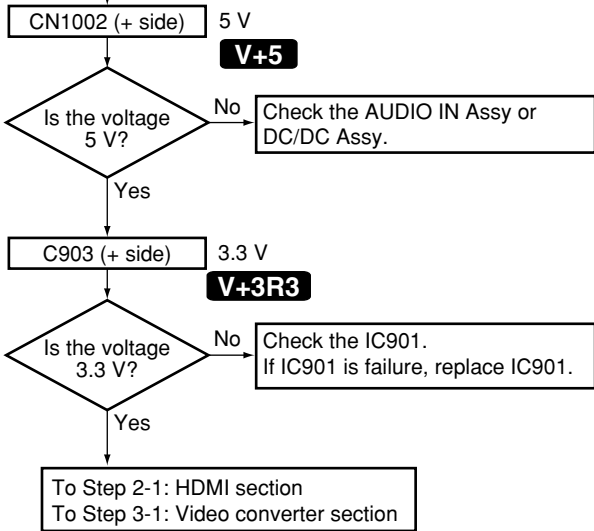 CN1002 (+ side) 5 V
V+5
Is the voltage
5 V?
No
Check the AUDIO IN Assy or
DC/DC Assy.
Yes
C903 (+ side) 3.3 V
V+3R3
Is the voltage
3.3 V?
No
Check the IC901.
If IC901 is failure, replace IC901.
Yes
To Step 2-1: HDMI section
To Step 3-1: Video converter section